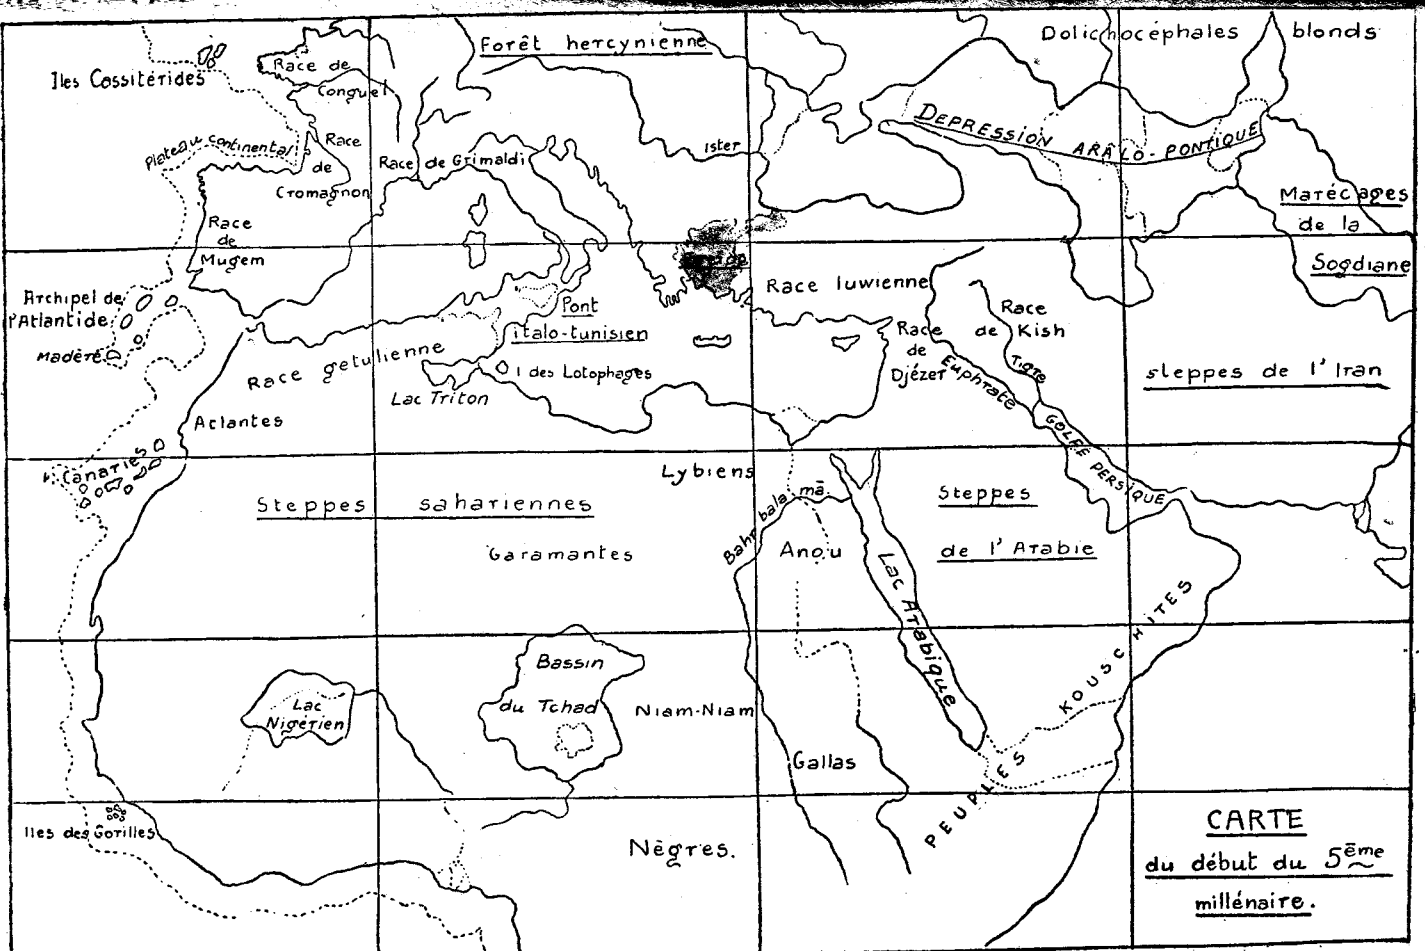 Forêt hercynienne
Dolichocéphales blonds
Iles Cassitérides
Race de
Conguel
Plateau continental
Race
de
Cromagnon
Race de Grimaldi
Ister
DEPRESSION ARÂLO-PONTIQUE
Marécages
de la
Sogdiane
Race
de
Mugem
Archipel de
l'Atlantide
Madère
Pont
italo-tunisien
Race luwienne
Race
de Kish
Race
de
Djézer
Tigre
Euphrate
Race getulienne
I des Lotophages
Lac Triton
steppes de l'Iran
Atlantes
GOLFE PERSIQUE
Canaries
Lybiens
Steppes sahariennes
Steppes
de l'Arabie
Bahr bala mā
Garamantes
Anou
Lac Arabique
PEUPLES KOUSCHITES
Bassin
du Tchad
Lac
Nigérien
Niam-Niam
Gallas
Iles des Gorilles
Nègres.
CARTE
du début du 5ème
millénaire.